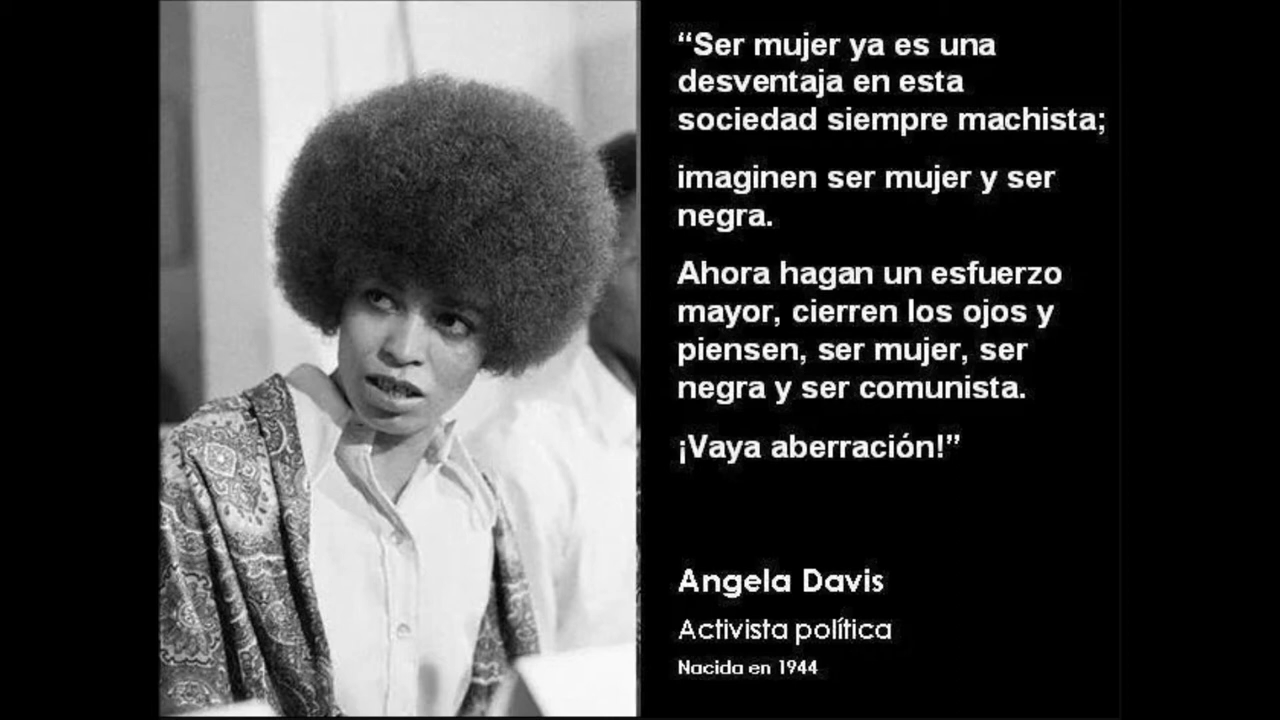 “Ser mujer ya es una
desventaja en esta
sociedad siempre machista;
imaginen ser mujer y ser
negra.
Ahora hagan un esfuerzo
mayor, cierren los ojos y
piensen, ser mujer, ser
negra y ser comunista.
¡Vaya aberración!”
Angela Davis
Activista política
Nacida en 1944